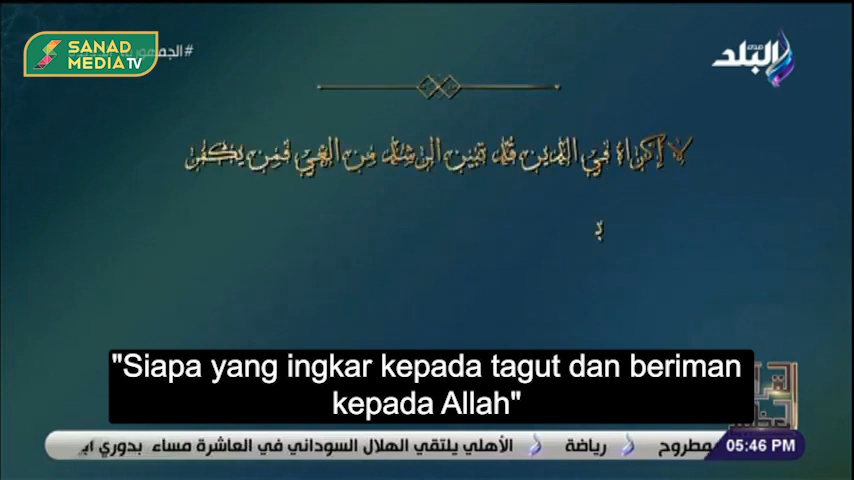 SANAD
MEDIA TV
#الجمهورية
صدى
البلد
لا إكراه في الدين قد تبين الرشد من الغي فمن يكفر
ب
"Siapa yang ingkar kepada tagut dan beriman
kepada Allah"
مطروح رياضة الأهلي يلتقي الهلال السوداني في العاشرة مساء بدوري
05:46 PM